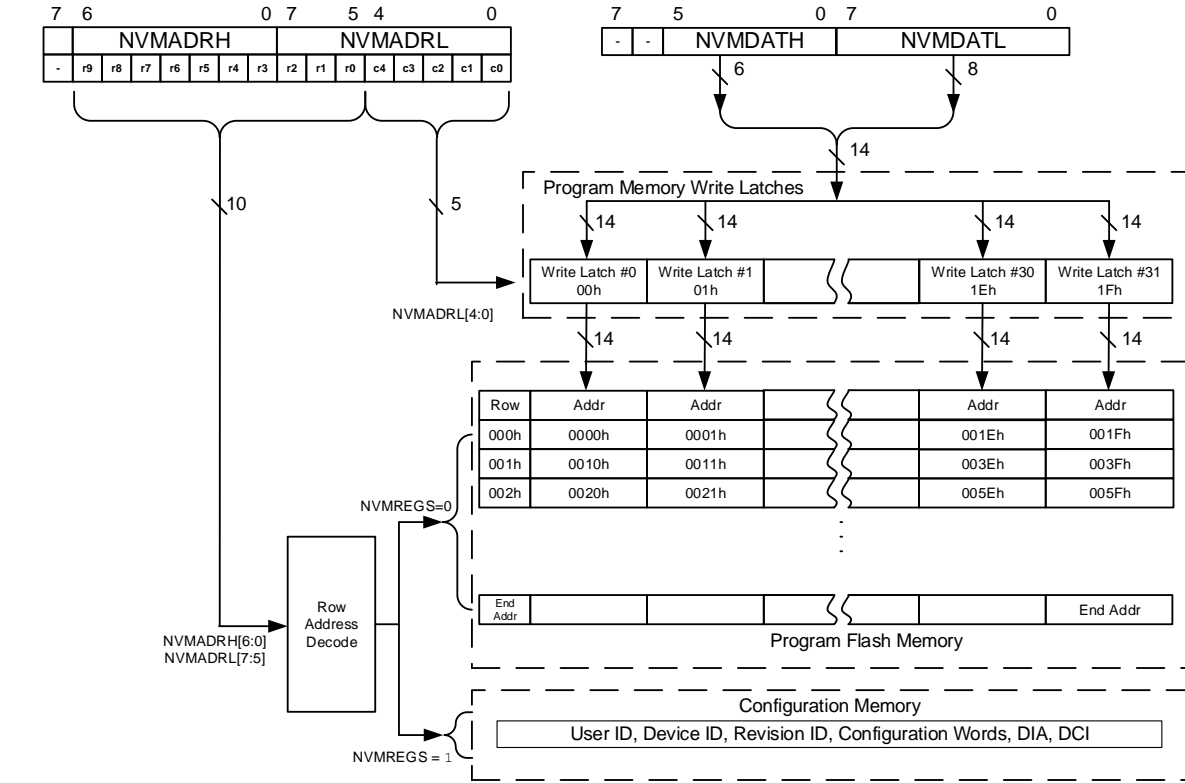 7 6 0 7 5 4 0
NVMADRH NVMADRL
- r9 r8 r7 r6 r5 r4 r3 r2 r1 r0 c4 c3 c2 c1 c0
7 5 0 7 0
- - NVMDATH NVMDATL
6 8
14
10 5
Program Memory Write Latches
14 14 14 14
Write Latch #0 Write Latch #1 Write Latch #30 Write Latch #31
00h 01h 1Eh 1Fh
NVMADRL[4:0]
14 14 14 14
Row Addr Addr Addr Addr
000h 0000h 0001h 001Eh 001Fh
001h 0010h 0011h 003Eh 003Fh
002h 0020h 0021h 005Eh 005Fh
NVMREGS=0
End
Addr
End Addr
Program Flash Memory
Row
Address
Decode
NVMADRH[6:0]
NVMADRL[7:5]
Configuration Memory
User ID, Device ID, Revision ID, Configuration Words, DIA, DCI
NVMREGS = 1